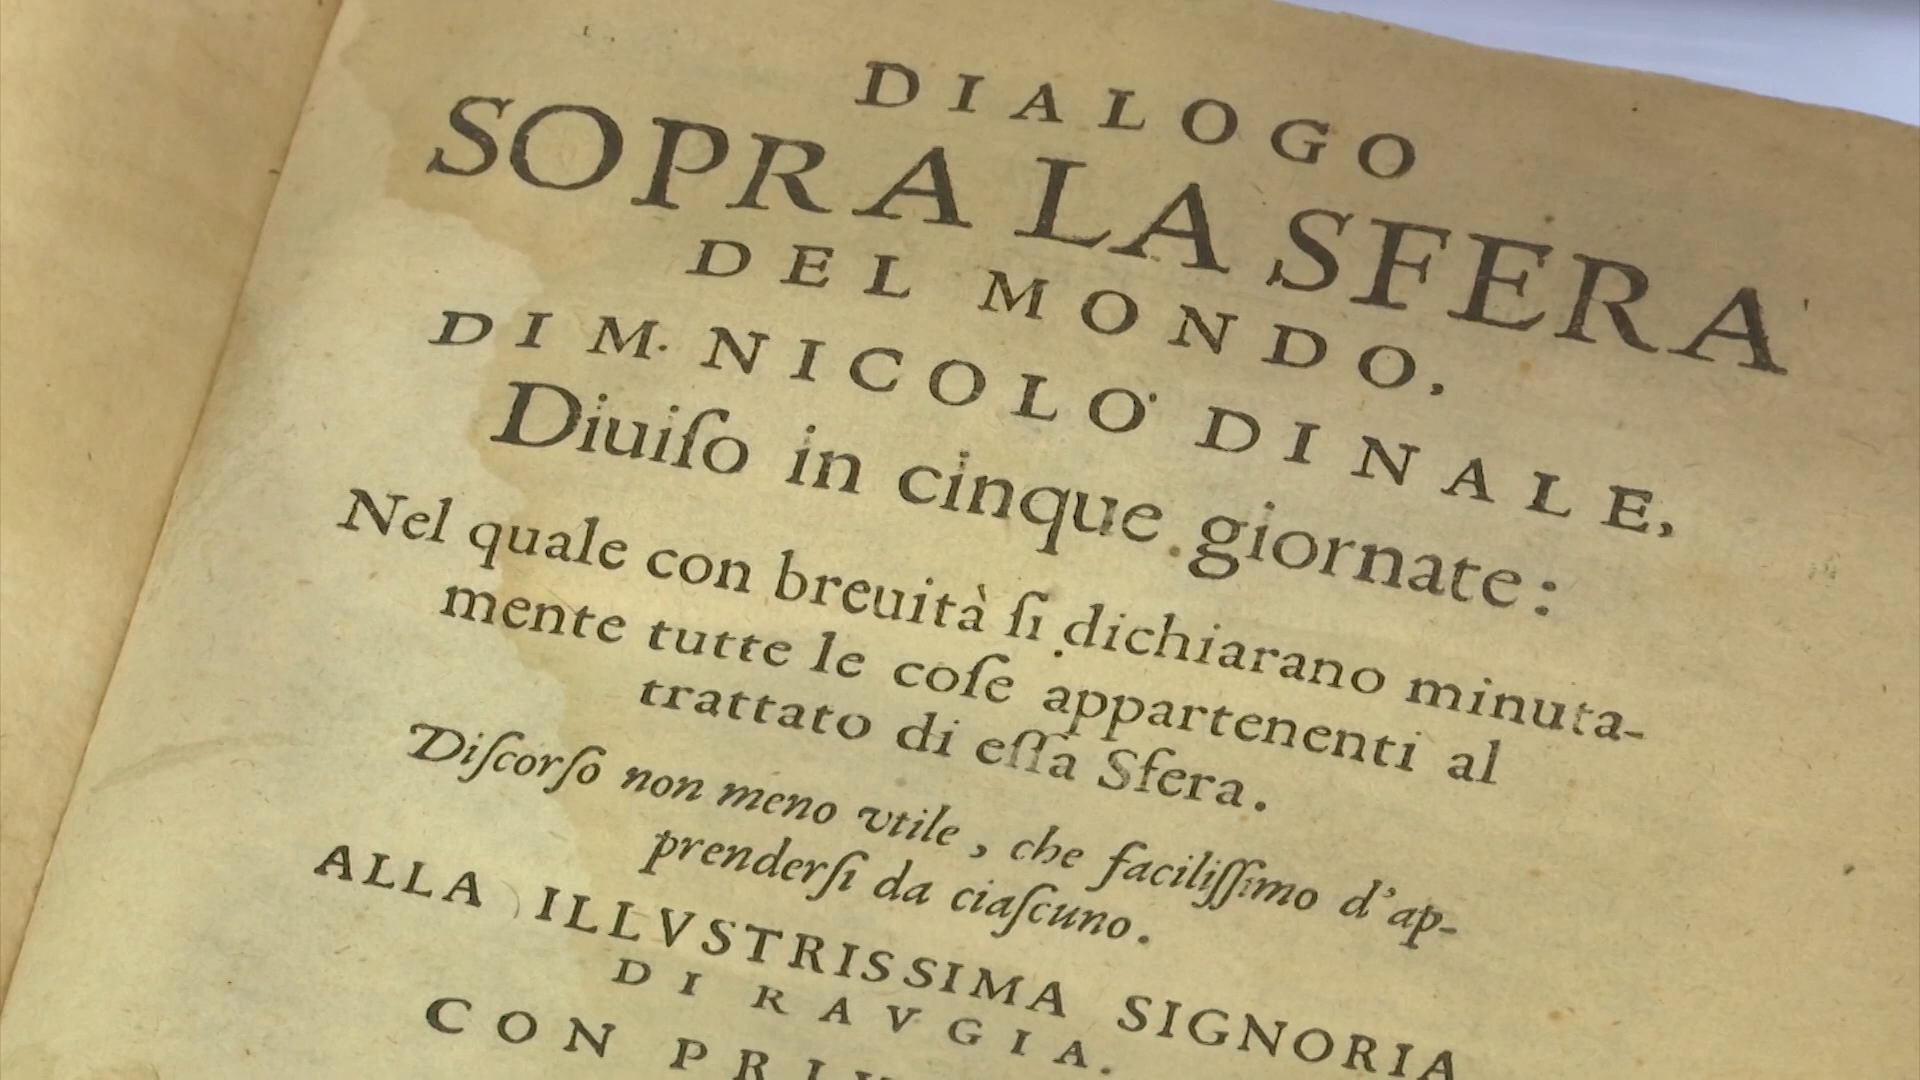 DIALOGO
SOPRA LA SFERA
DEL MONDO,
DI M. NICOLO' DINALE,
Diuiſo in cinque giornate:
Nel quale con breuità ſi dichiarano minuta-
mente tutte le coſe appartenenti al
trattato di eſſa Sfera.
Diſcorſo non meno vtile, che faciliſſimo d'ap-
prenderſi da ciaſcuno.
ALLA ILLVSTRISSIMA SIGNORIA
DI RAVGIA.
CON